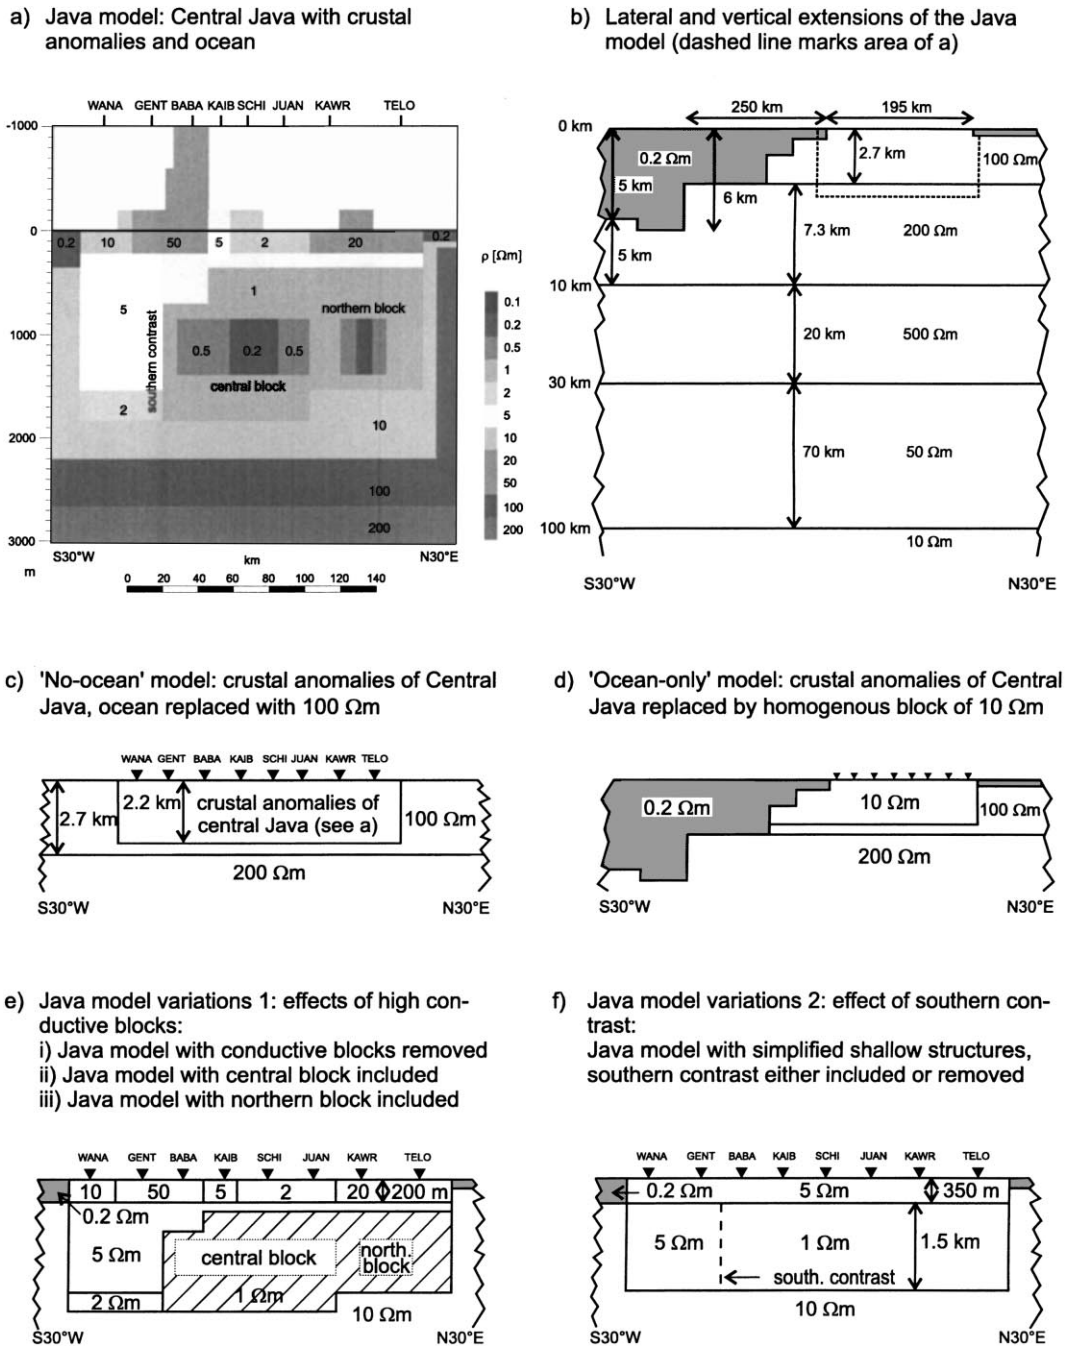 a) Java model: Central Java with crustal
anomalies and ocean
WANA GENT BABA KAIB SCHI JUAN KAWR TELO
-1000
0
1000
2000
3000
m
0.2 10 50 5 2 20 0.2
1
northern block
5
southern contrast
0.5 0.2 0.5
central block
2
10
100
200
S30°W km N30°E
0 20 40 60 80 100 120 140
ρ [Ωm]
0.1
0.2
0.5
1
2
5
10
20
50
100
200
b) Lateral and vertical extensions of the Java
model (dashed line marks area of a)
250 km 195 km
0 km
0.2 Ωm 2.7 km 100 Ωm
5 km 6 km
5 km 7.3 km 200 Ωm
10 km
20 km 500 Ωm
30 km
70 km 50 Ωm
100 km
10 Ωm
S30°W N30°E
c) 'No-ocean' model: crustal anomalies of Central
Java, ocean replaced with 100 Ωm
WANA GENT BABA KAIB SCHI JUAN KAWR TELO
2.7 km 2.2 km crustal anomalies of
central Java (see a) 100 Ωm
200 Ωm
S30°W N30°E
d) 'Ocean-only' model: crustal anomalies of Central
Java replaced by homogenous block of 10 Ωm
0.2 Ωm 10 Ωm 100 Ωm
200 Ωm
S30°W N30°E
e) Java model variations 1: effects of high con-
ductive blocks:
i) Java model with conductive blocks removed
ii) Java model with central block included
iii) Java model with northern block included
WANA GENT BABA KAIB SCHI JUAN KAWR TELO
10 50 5 2 20 200 m
0.2 Ωm
5 Ωm central block north.
block
2 Ωm 1 Ωm
10 Ωm
S30°W N30°E
f) Java model variations 2: effect of southern con-
trast:
Java model with simplified shallow structures,
southern contrast either included or removed
WANA GENT BABA KAIB SCHI JUAN KAWR TELO
0.2 Ωm 5 Ωm 350 m
5 Ωm 1 Ωm 1.5 km
south. contrast
10 Ωm
S30°W N30°E